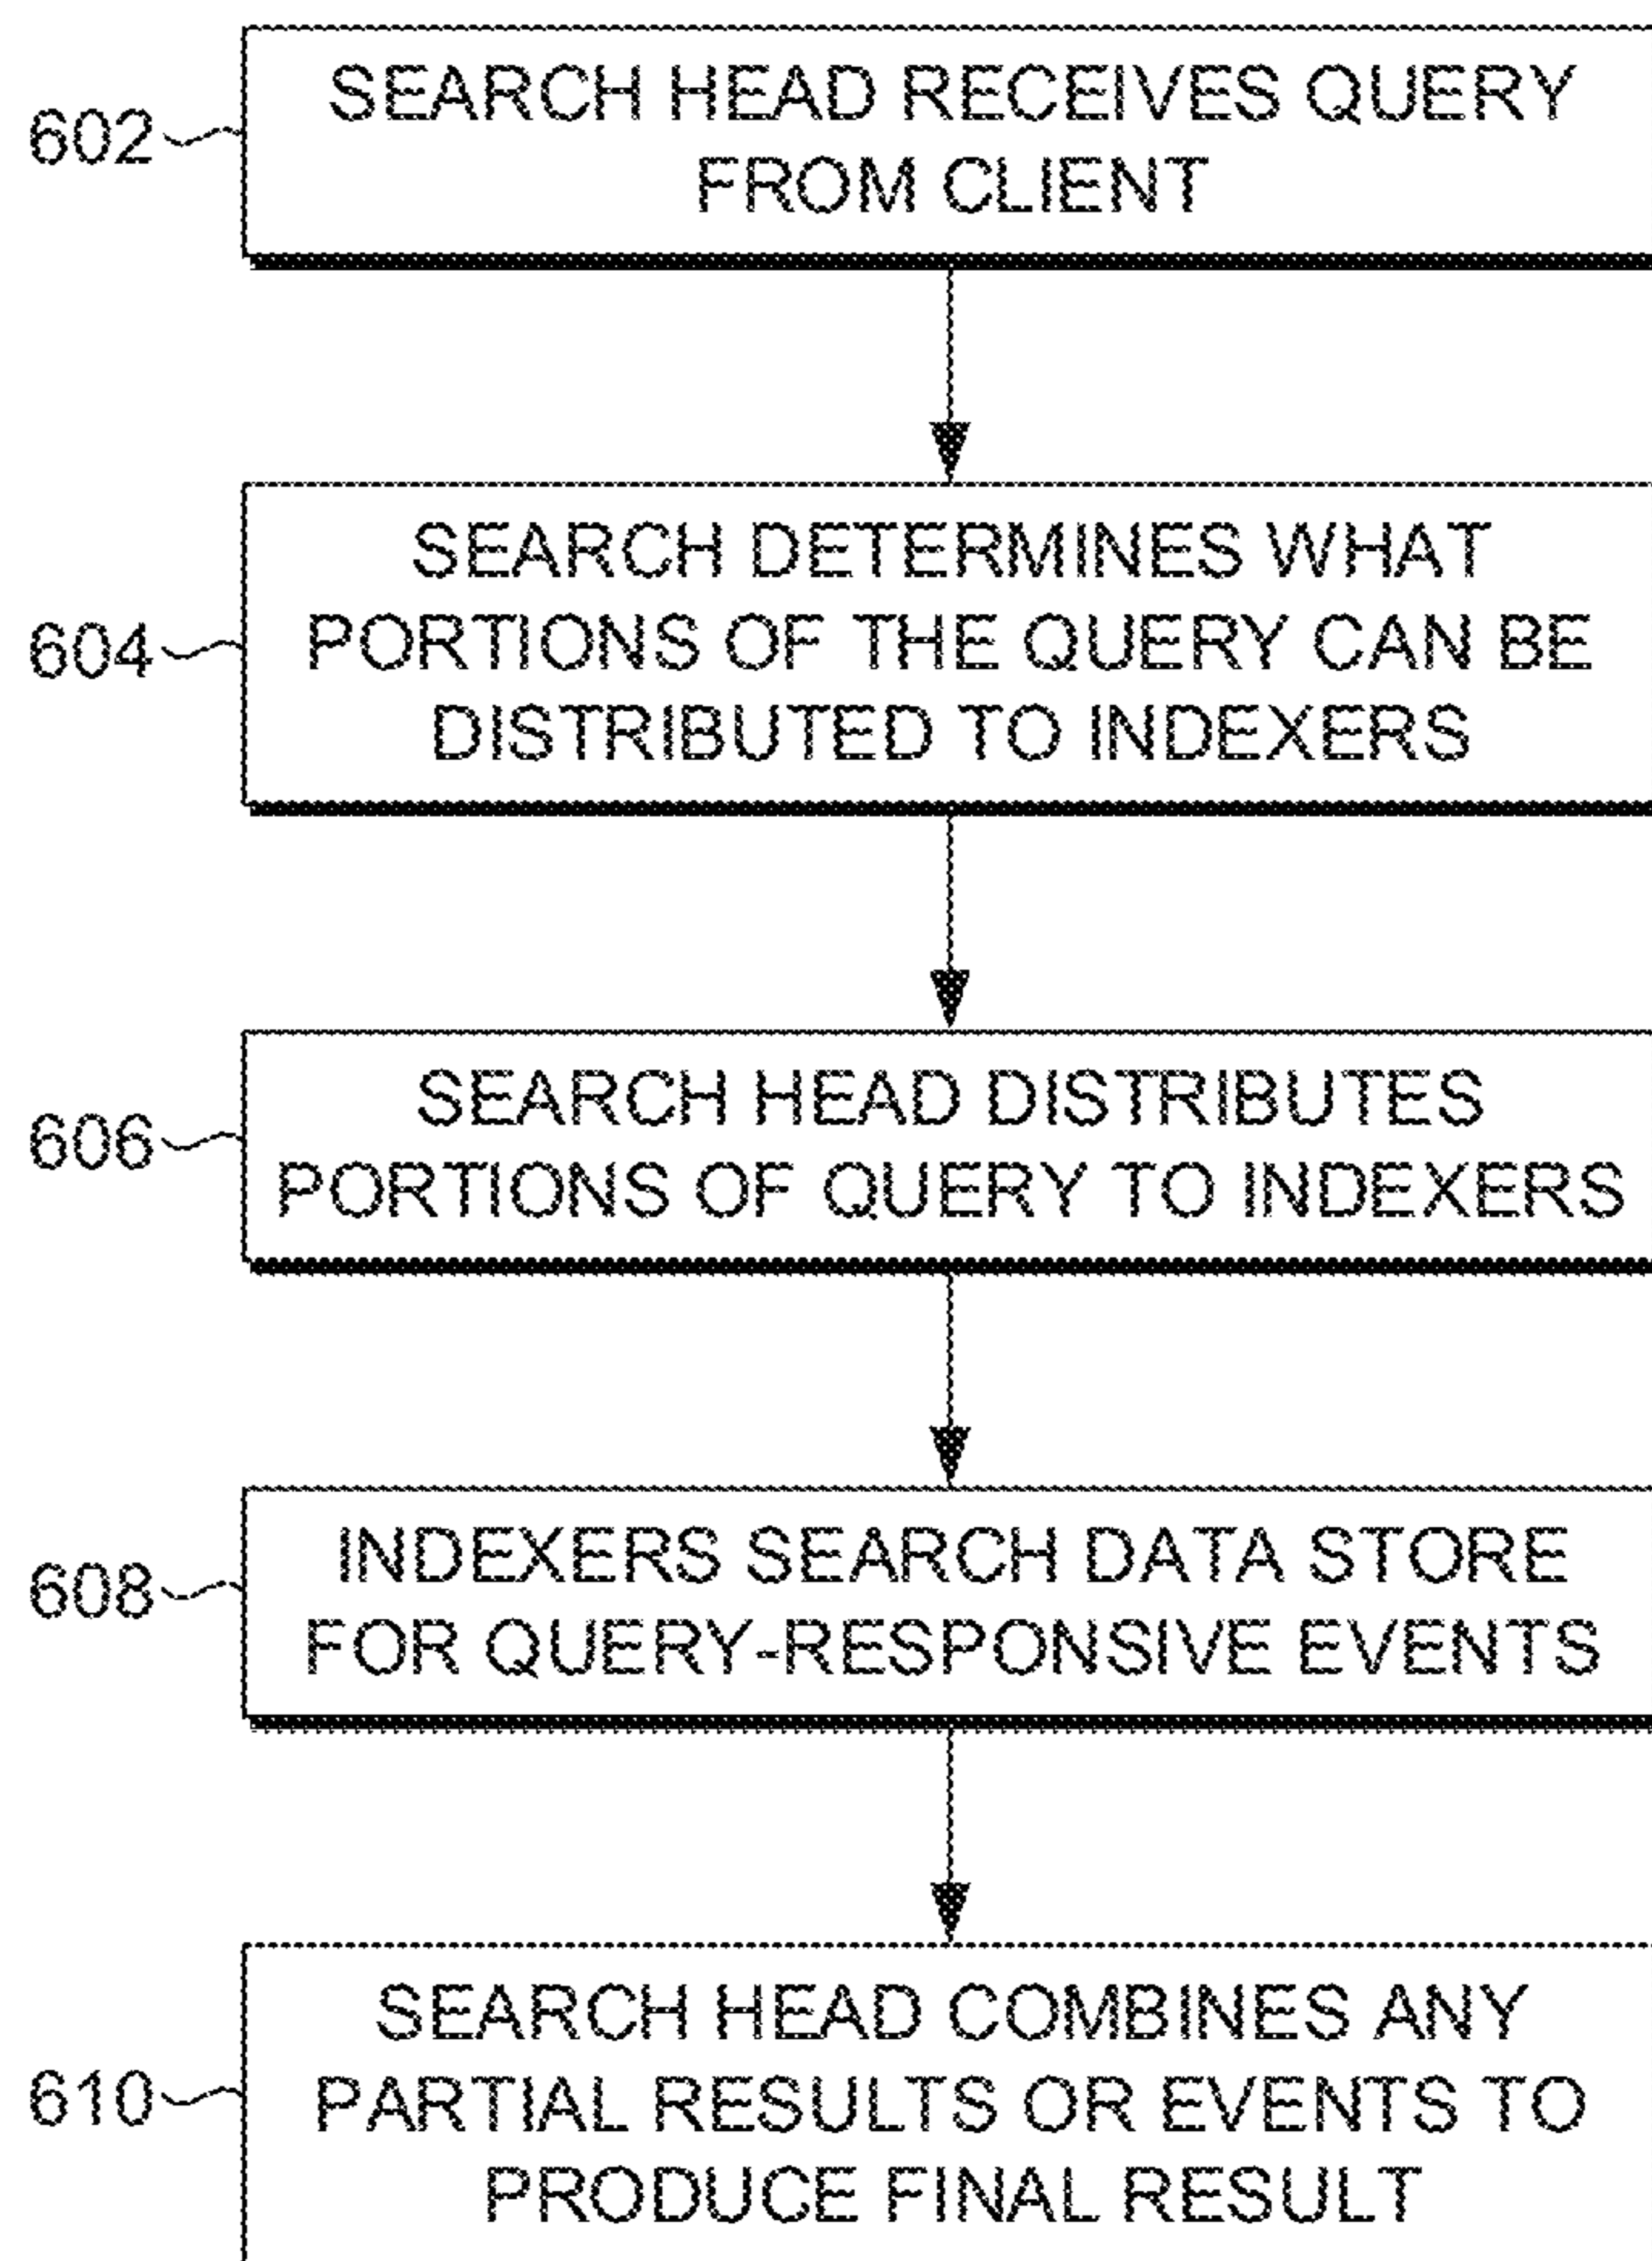 602
SEARCH HEAD RECEIVES QUERY
FROM CLIENT
604
SEARCH DETERMINES WHAT
PORTIONS OF THE QUERY CAN BE
DISTRIBUTED TO INDEXERS
606
SEARCH HEAD DISTRIBUTES
PORTIONS OF QUERY TO INDEXERS
608
INDEXERS SEARCH DATA STORE
FOR QUERY-RESPONSIVE EVENTS
610
SEARCH HEAD COMBINES ANY
PARTIAL RESULTS OR EVENTS TO
PRODUCE FINAL RESULT